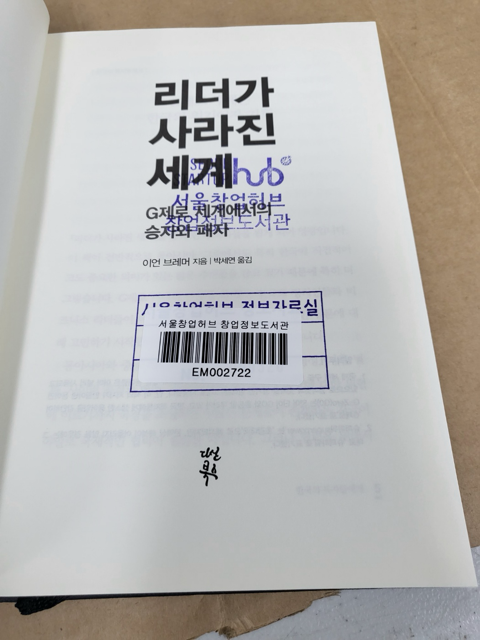 리더가
사라진
세계
hub
서울창업허브
창업정보도서관
G제로 세계에서의
승자와 패자
이언 브레머 지음 | 박세연 옮김
서울창업허브 정보자료실
서울창업허브 창업정보도서관
EM002722
다산
북스